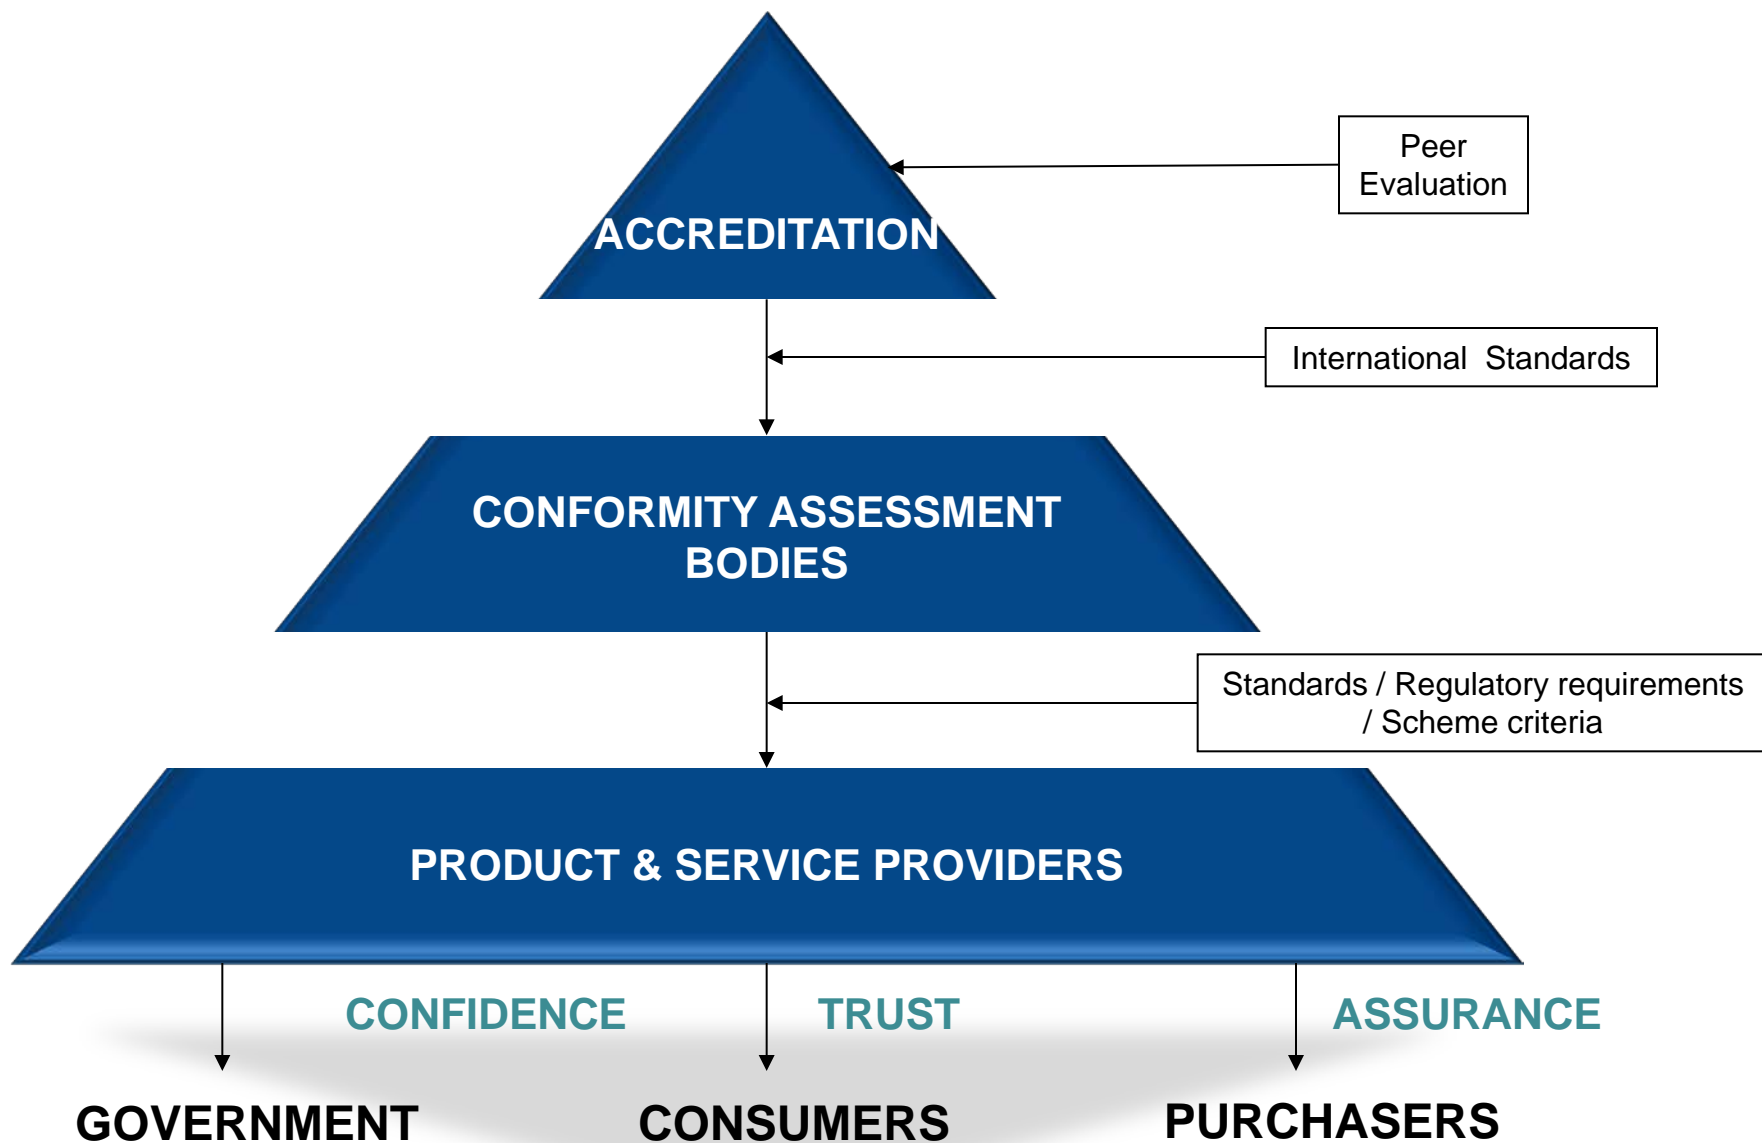 Peer
Evaluation
ACCREDITATION
International Standards
CONFORMITY ASSESSMENT
BODIES
Standards / Regulatory requirements
/ Scheme criteria
PRODUCT & SERVICE PROVIDERS
CONFIDENCE
TRUST
ASSURANCE
GOVERNMENT
CONSUMERS
PURCHASERS